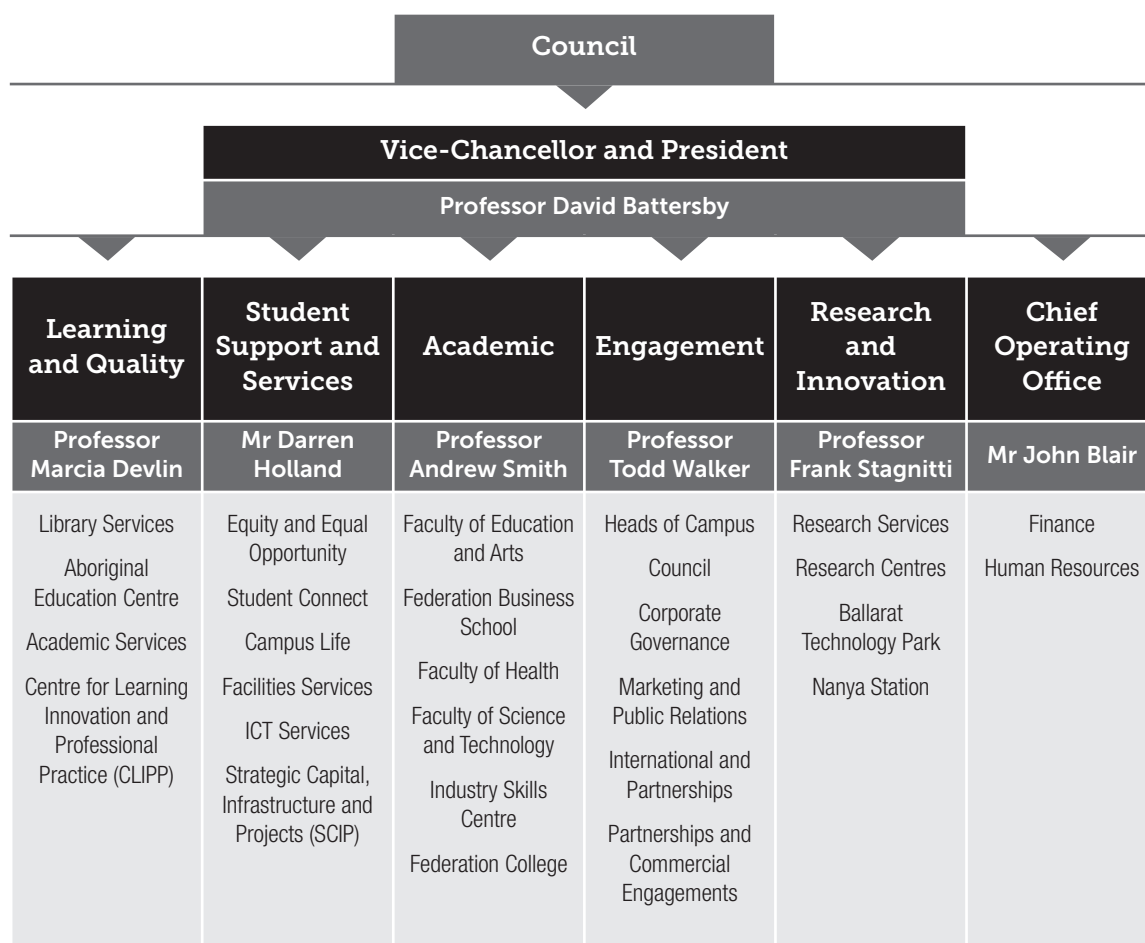 Council
Vice-Chancellor and President
Professor David Battersby
Learning
and Quality
Professor
Marcia Devlin
Library Services
Aboriginal
Education Centre
Academic Services
Centre for Learning
Innovation and
Professional
Practice (CLIPP)
Student
Support and
Services
Mr Darren
Holland
Equity and Equal
Opportunity
Student Connect
Campus Life
Facilities Services
ICT Services
Strategic Capital,
Infrastructure and
Projects (SCIP)
Academic
Professor
Andrew Smith
Faculty of Education
and Arts
Federation Business
School
Faculty of Health
Faculty of Science
and Technology
Industry Skills
Centre
Federation College
Engagement
Professor
Todd Walker
Heads of Campus
Council
Corporate
Governance
Marketing and
Public Relations
International and
Partnerships
Partnerships and
Commercial
Engagements
Research
and
Innovation
Professor
Frank Stagnitti
Research Services
Research Centres
Ballarat
Technology Park
Nanya Station
Chief
Operating
Office
Mr John Blair
Finance
Human Resources